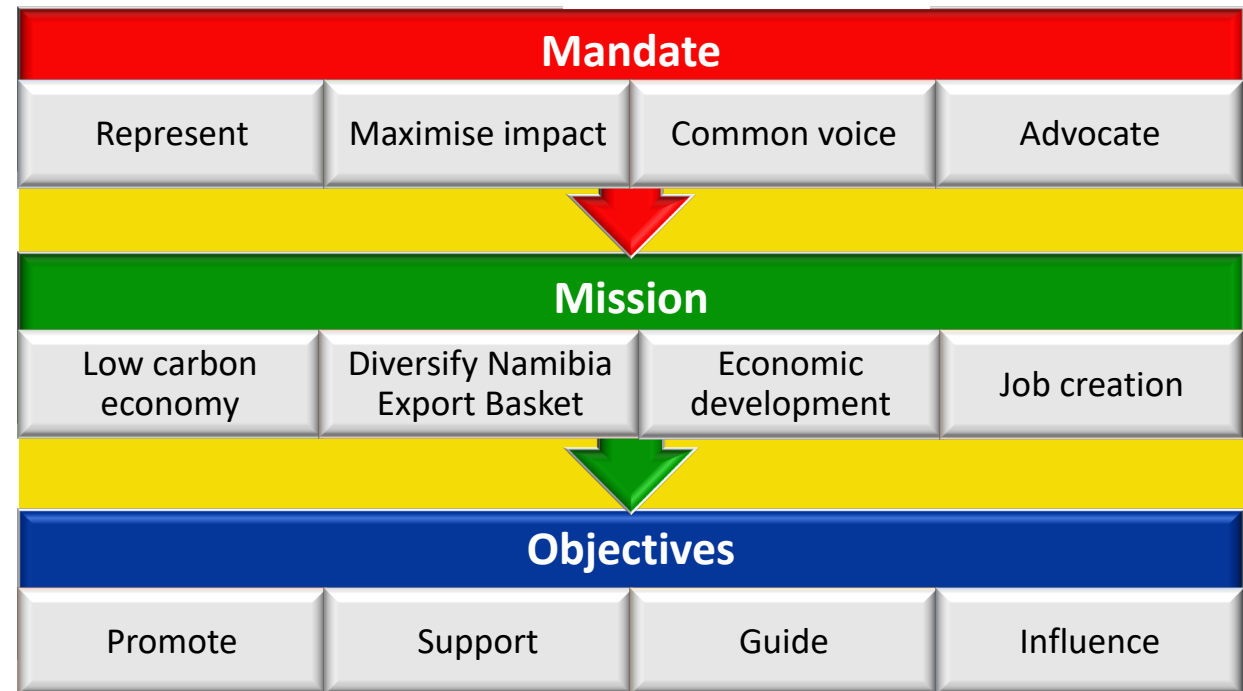 Mandate
Represent
Maximise impact
Common voice
Advocate
Mission
Low carbon
economy
Diversify Namibia
Export Basket
Economic
development
Job creation
Objectives
Promote
Support
Guide
Influence